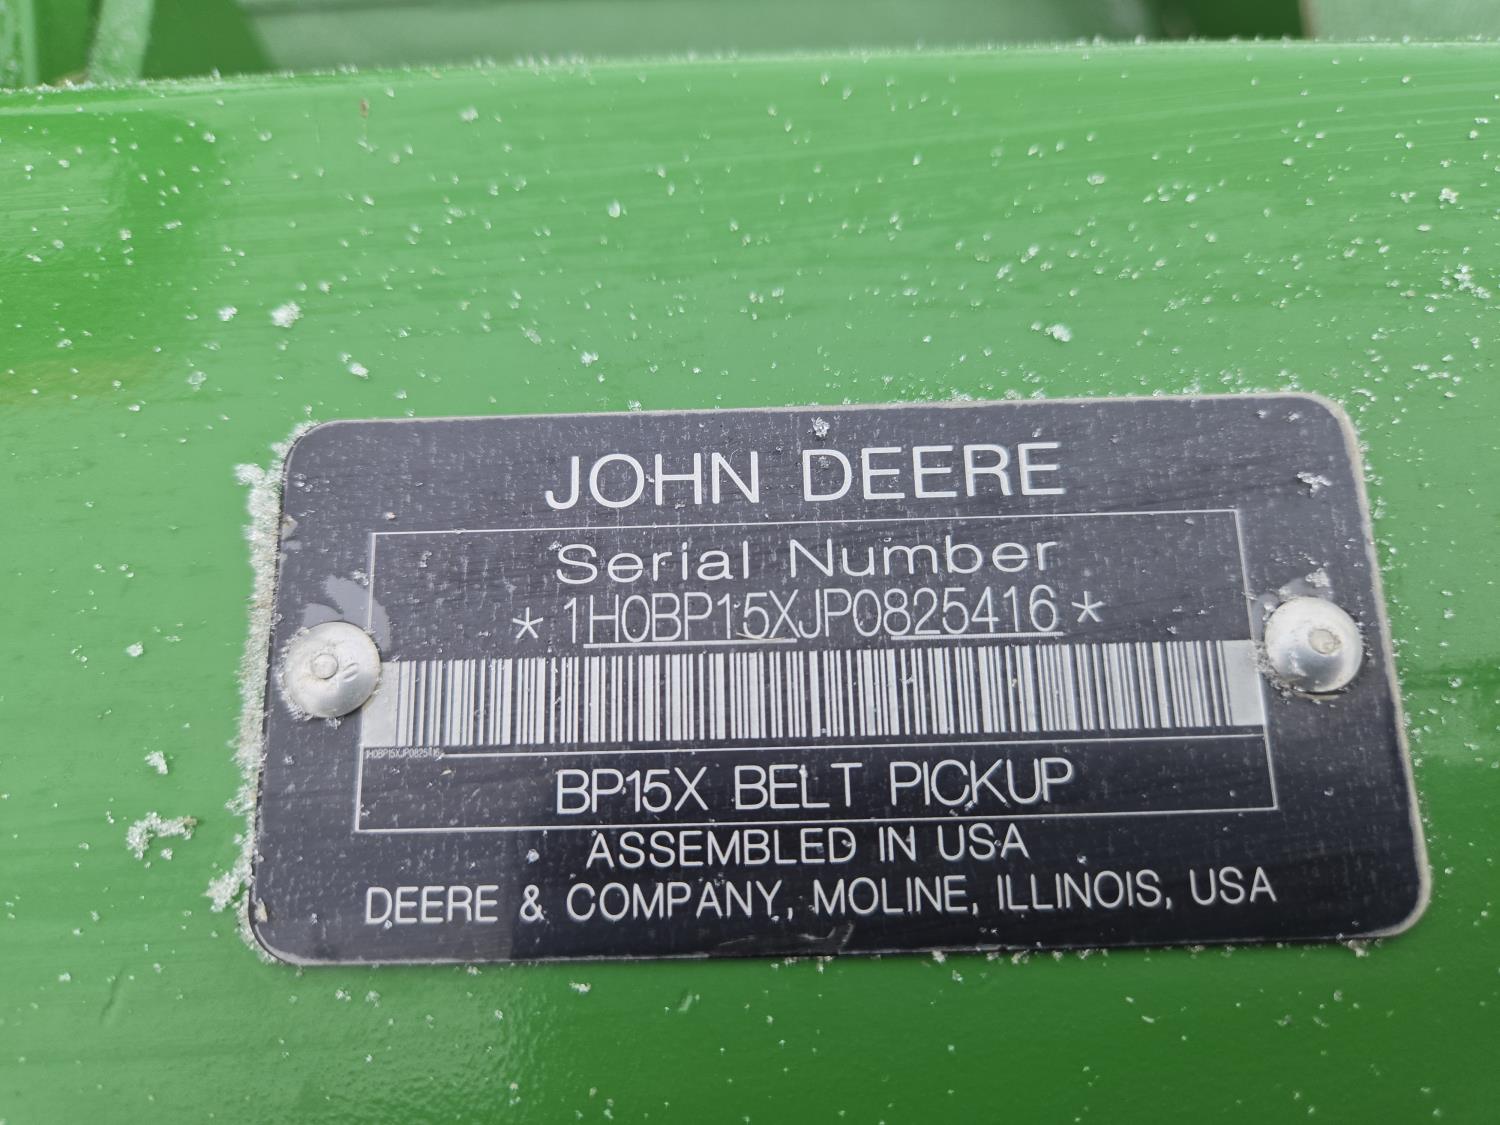 JOHN DEERE
Serial Number
*1H0BP15XJP0825416*
1H0BP15XJP0825416
BP15X BELT PICKUP
ASSEMBLED IN USA
DEERE & COMPANY, MOLINE, ILLINOIS, USA